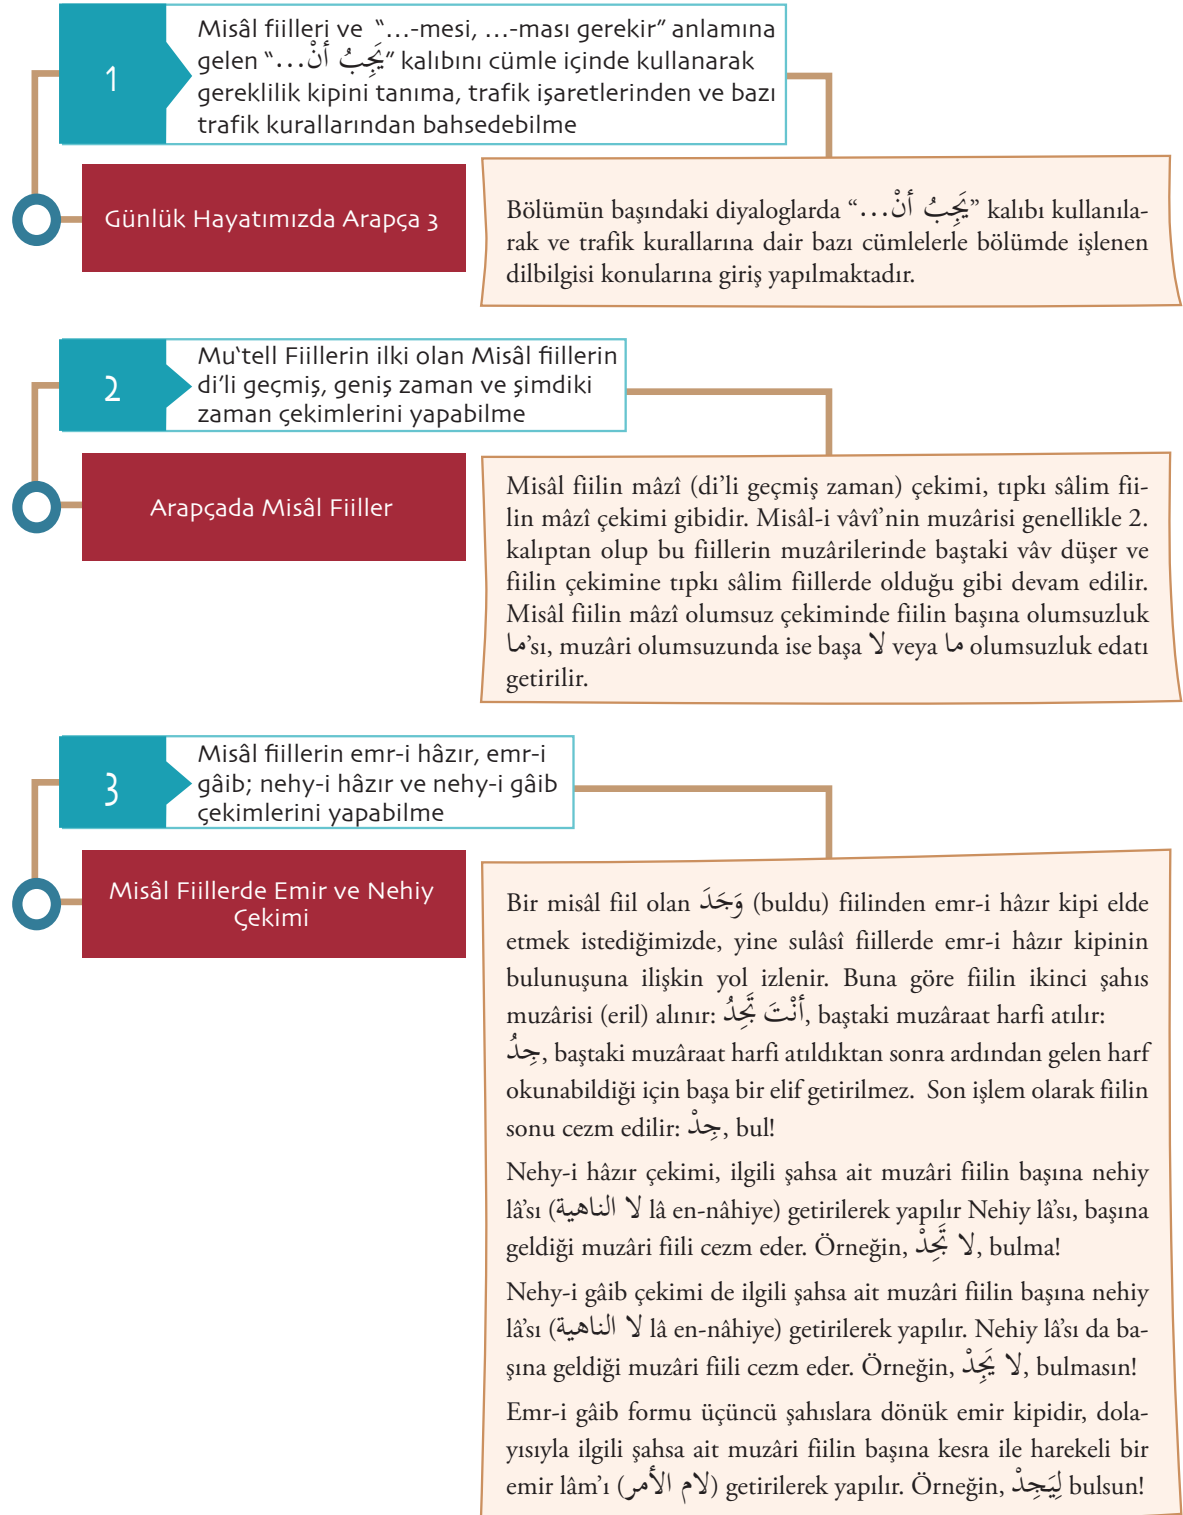 1
Misâl fiilleri ve “...-mesi, ...-ması gerekir” anlamına
gelen “يَجِبُ أنْ...” kalıbını cümle içinde kullanarak
gereklilik kipini tanıma, trafik işaretlerinden ve bazı
trafik kurallarından bahsedebilme
Günlük Hayatımızda Arapça 3
Bölümün başındaki diyaloglarda “يَجِبُ أنْ...” kalıbı kullanıla-
rak ve trafik kurallarına dair bazı cümlelerle bölümde işlenen
dilbilgisi konularına giriş yapılmaktadır.
2
Mu‘tell Fiillerin ilki olan Misâl fiillerin
di’li geçmiş, geniş zaman ve şimdiki
zaman çekimlerini yapabilme
Arapçada Misâl Fiiller
Misâl fiilin mâzî (di’li geçmiş zaman) çekimi, tıpkı sâlim fii-
lin mâzî çekimi gibidir. Misâl-i vâvî’nin muzârisi genellikle 2.
kalıptan olup bu fiillerin muzârilerinde baştaki vâv düşer ve
fiilin çekimine tıpkı sâlim fiillerde olduğu gibi devam edilir.
Misâl fiilin mâzî olumsuz çekiminde fiilin başına olumsuzluk
ما’sı, muzâri olumsuzunda ise başa لا veya ما olumsuzluk edatı
getirilir.
3
Misâl fiillerin emr-i hâzır, emr-i
gâib; nehy-i hâzır ve nehy-i gâib
çekimlerini yapabilme
Misâl Fiillerde Emir ve Nehiy
Çekimi
Bir misâl fiil olan وَجَدَ (buldu) fiilinden emr-i hâzır kipi elde
etmek istediğimizde, yine sulâsî fiillerde emr-i hâzır kipinin
bulunuşuna ilişkin yol izlenir. Buna göre fiilin ikinci şahıs
muzârisi (eril) alınır: أنْتَ تَجِدُ, baştaki muzâraat harfi atılır:
جِدُ, baştaki muzâraat harfi atıldıktan sonra ardından gelen harf
okunabildiği için başa bir elif getirilmez. Son işlem olarak fiilin
sonu cezm edilir: جِدْ, bul!
Nehy-i hâzır çekimi, ilgili şahsa ait muzâri fiilin başına nehiy
lâ’sı (لا الناهية lâ en-nâhiye) getirilerek yapılır Nehiy lâ’sı, başına
geldiği muzâri fiili cezm eder. Örneğin, لا تَجِدْ, bulma!
Nehy-i gâib çekimi de ilgili şahsa ait muzâri fiilin başına nehiy
lâ’sı (لا الناهية lâ en-nâhiye) getirilerek yapılır. Nehiy lâ’sı da ba-
şına geldiği muzâri fiili cezm eder. Örneğin, لا يَجِدْ, bulmasın!
Emr-i gâib formu üçüncü şahıslara dönük emir kipidir, dola-
yısıyla ilgili şahsa ait muzâri fiilin başına kesra ile harekeli bir
emir lâm’ı (لام الأمر) getirilerek yapılır. Örneğin, لِيَجِدْ bulsun!